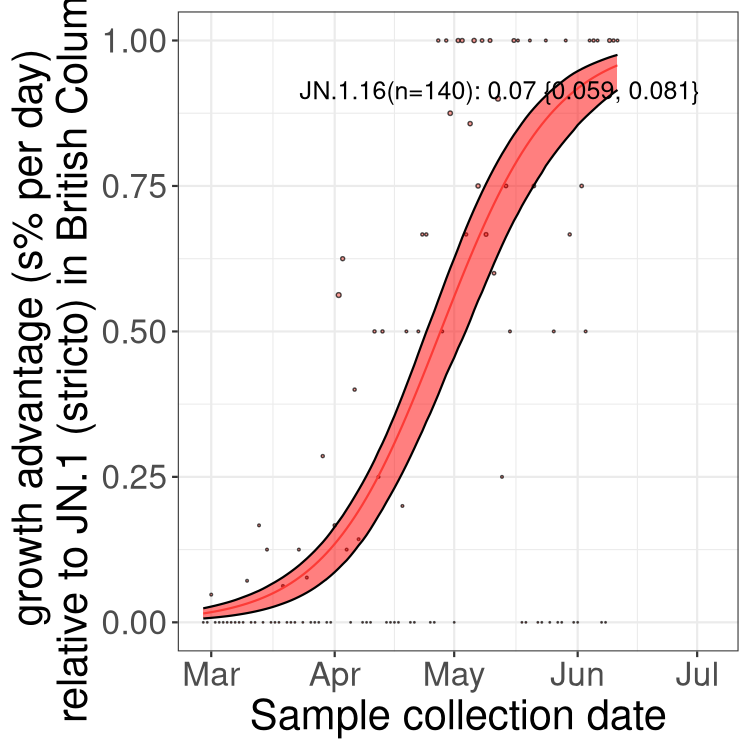 growth advantage (s% per day)
relative to JN.1 (stricto) in British Colum
1.00
0.75
0.50
0.25
0.00
JN.1.16(n=140): 0.07 {0.059, 0.081}
Mar Apr May Jun Jul
Sample collection date